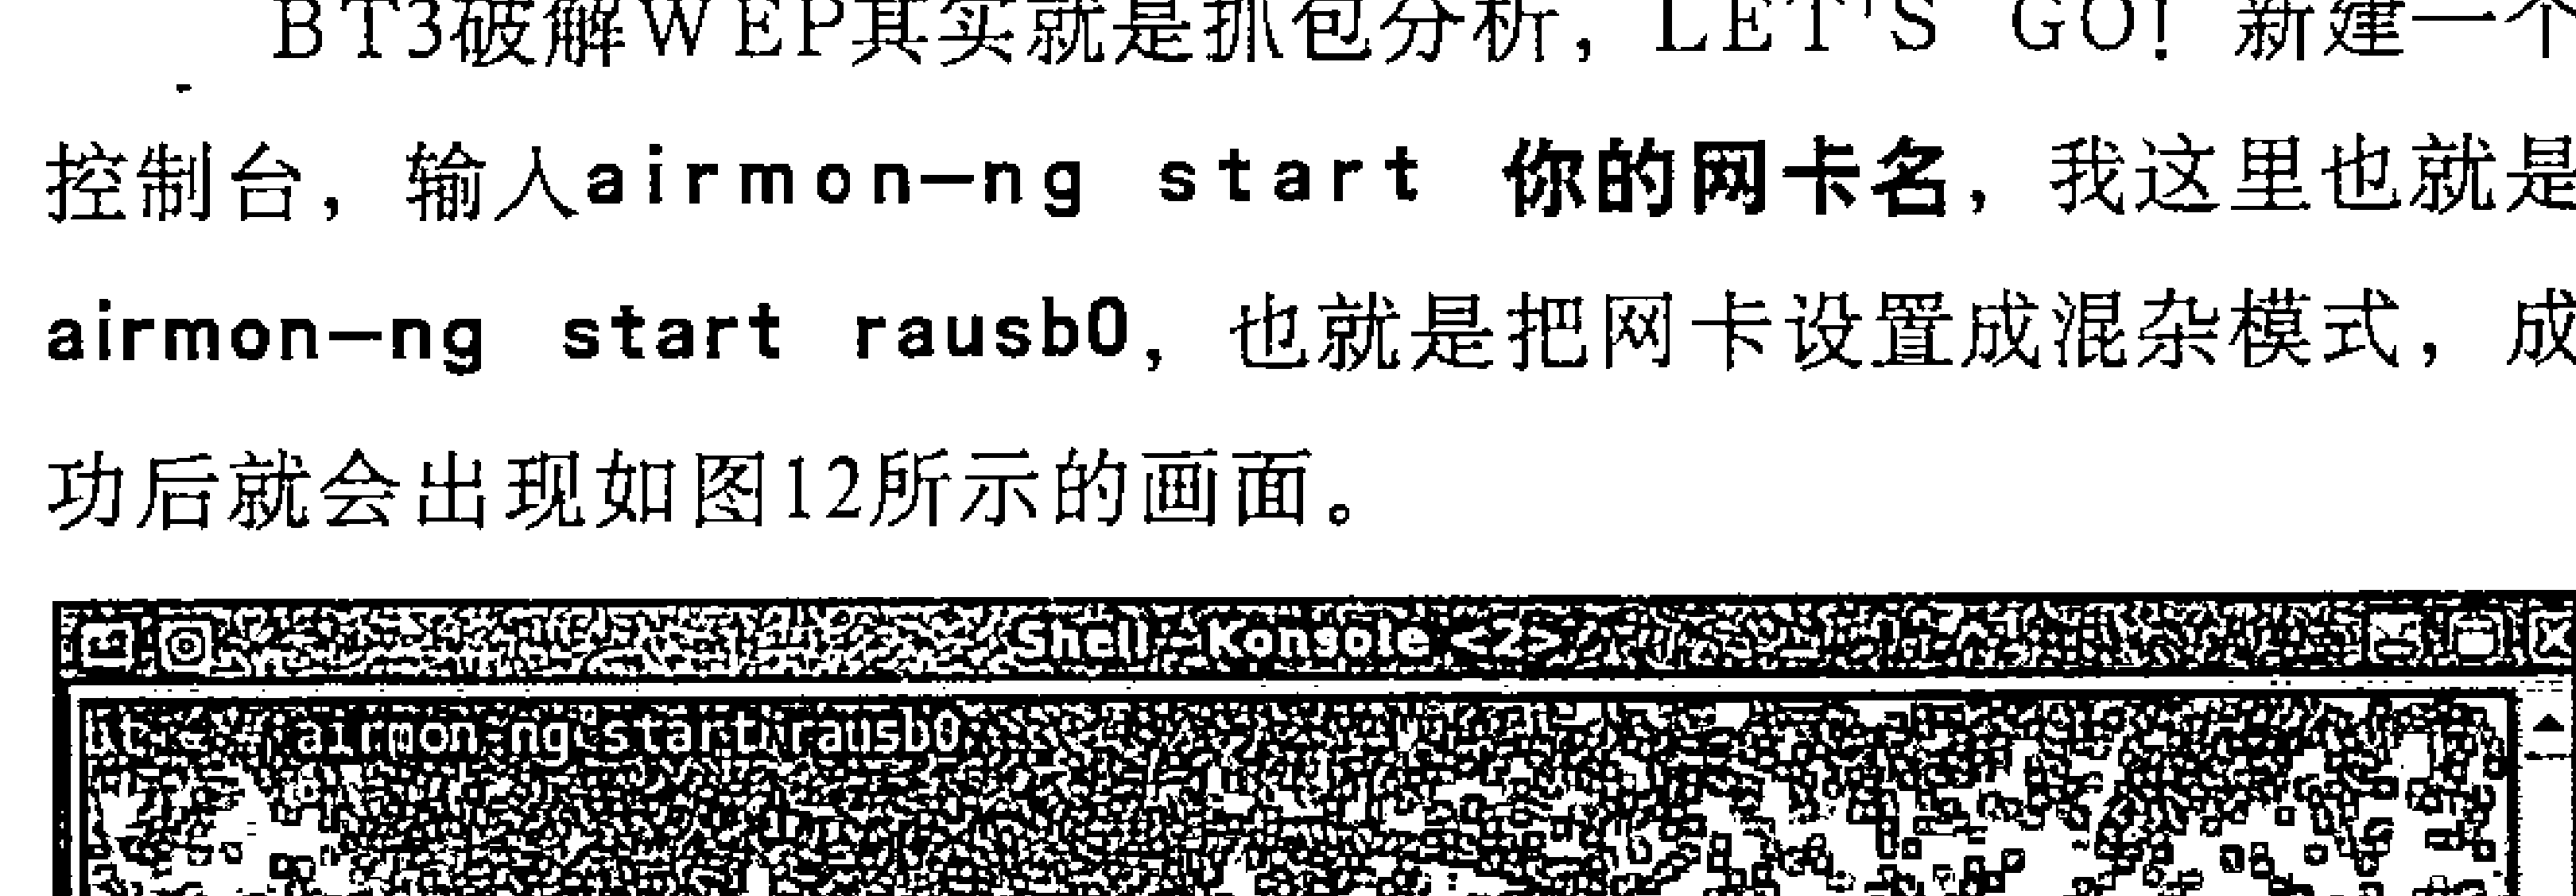 BT3破解WEP其实就是抓包分析，LET'S GO！新建一个
控制台，输入airmon-ng start 你的网卡名，我这里也就是
airmon-ng start rausb0，也就是把网卡设置成混杂模式，成
功后就会出现如图12所示的画面。
Shell - Konsole <2>
bt ~ # airmon-ng start rausb0